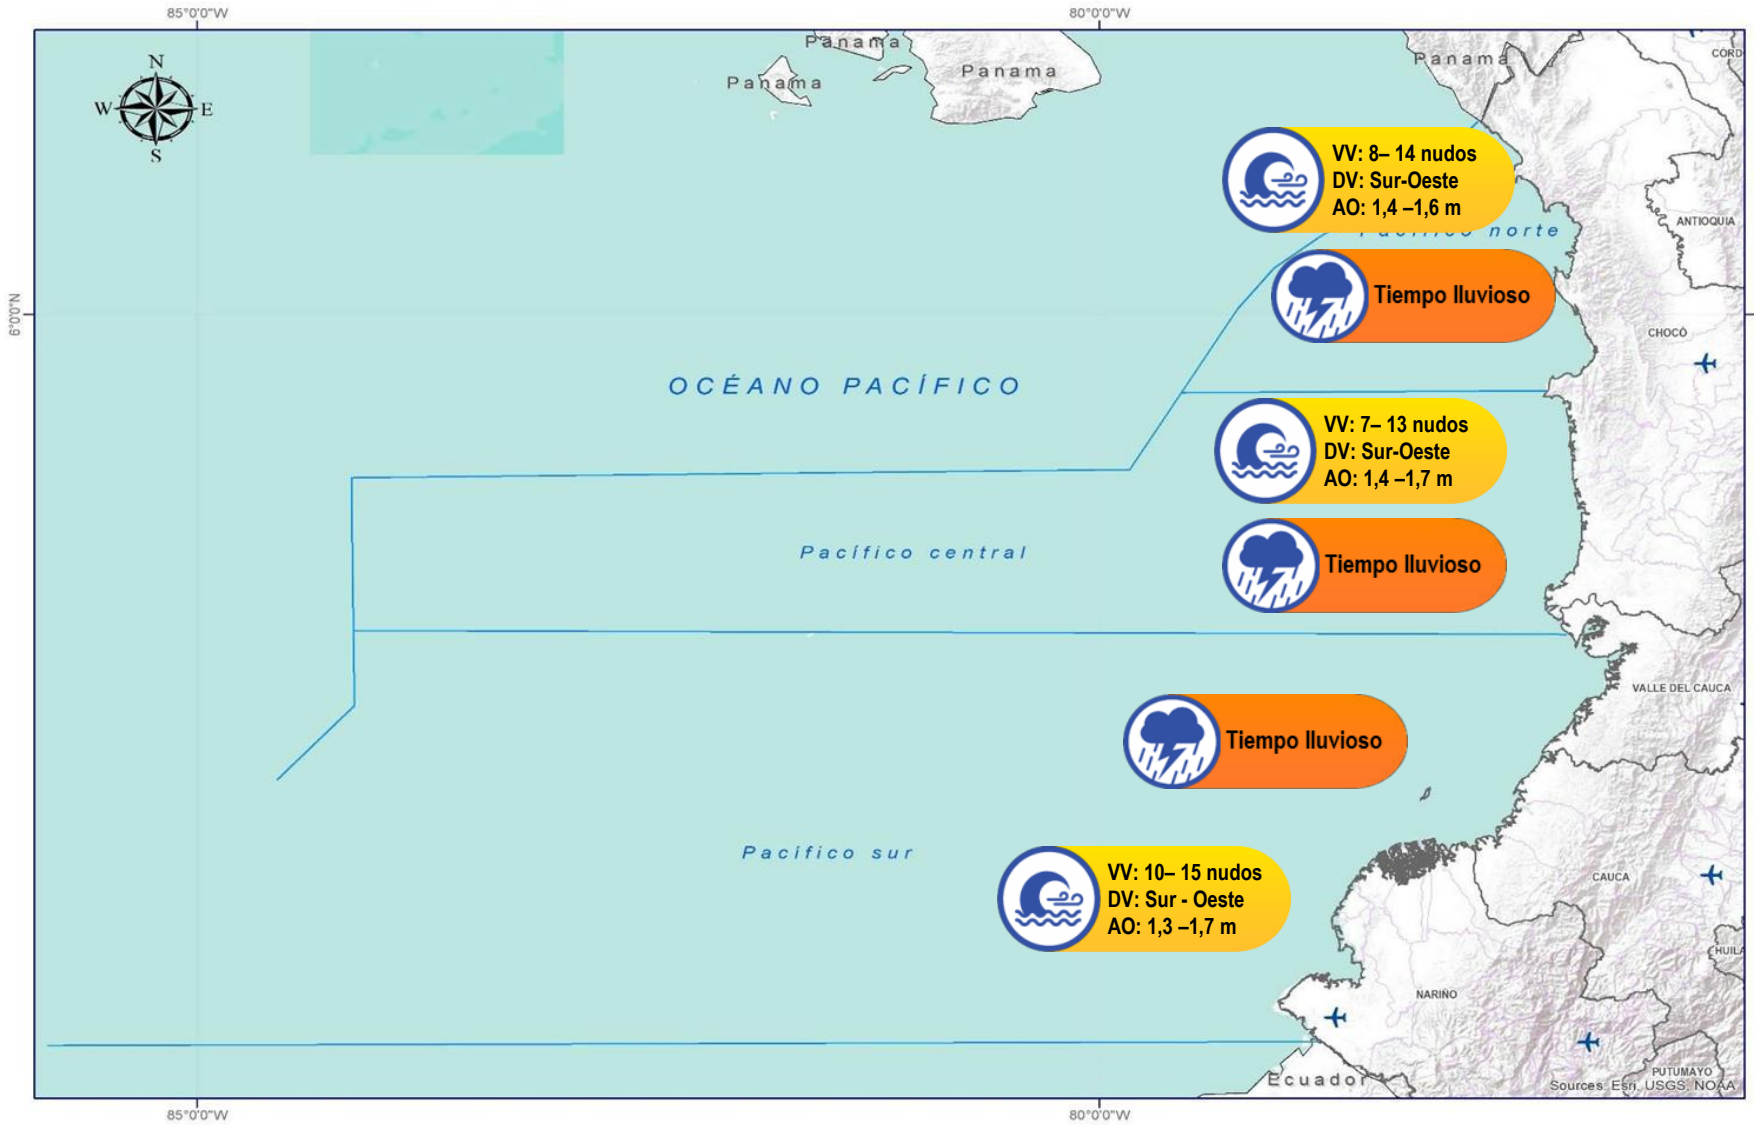 85°0'0"W
80°0'0"W
N
W
E
S
Panama
Panama
Panama
Panama
CORD
VV: 8– 14 nudos
DV: Sur-Oeste
AO: 1,4 –1,6 m
Pacífico norte
ANTIOQUIA
Tiempo lluvioso
6°0'0"N
CHOCÓ
OCÉANO PACÍFICO
VV: 7– 13 nudos
DV: Sur-Oeste
AO: 1,4 –1,7 m
Pacífico central
Tiempo lluvioso
VALLE DEL CAUCA
Tiempo lluvioso
Pacífico sur
VV: 10– 15 nudos
DV: Sur - Oeste
AO: 1,3 –1,7 m
CAUCA
HUILA
NARIÑO
Ecuador
PUTUMAYO
Sources: Esri, USGS, NOAA
85°0'0"W
80°0'0"W